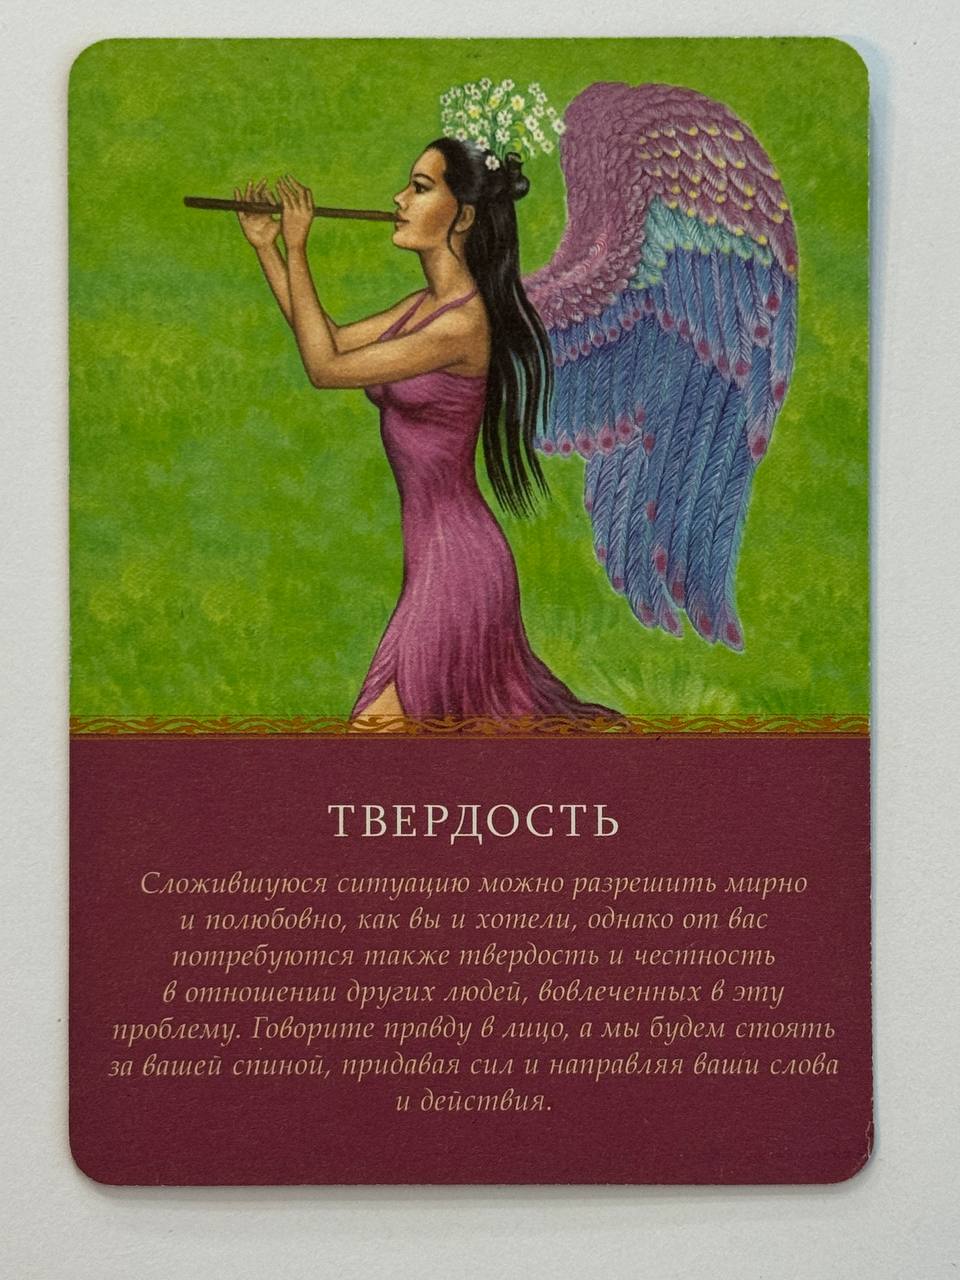 ТВЕРДОСТЬ
Сложившуюся ситуацию можно разрешить мирно
и полюбовно, как вы и хотели, однако от вас
потребуются также твердость и честность
в отношении других людей, вовлеченных в эту
проблему. Говорите правду в лицо, а мы будем стоять
за вашей спиной, придавая сил и направляя ваши слова
и действия.